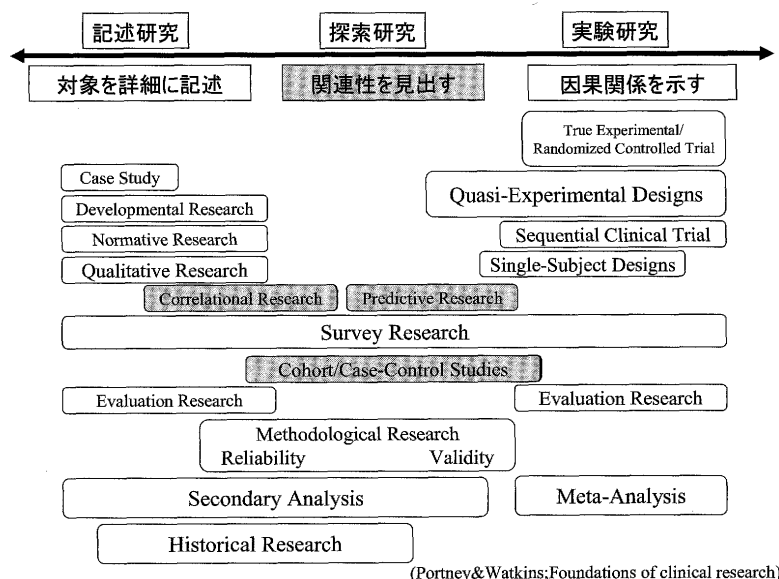 記述研究
探索研究
実験研究
対象を詳細に記述
関連性を見出す
因果関係を示す
True Experimental/
Randomized Controlled Trial
Case Study
Quasi-Experimental Designs
Developmental Research
Normative Research
Sequential Clinical Trial
Qualitative Research
Single-Subject Designs
Correlational Research
Predictive Research
Survey Research
Cohort/Case-Control Studies
Evaluation Research
Evaluation Research
Methodological Research
Reliability Validity
Secondary Analysis
Meta-Analysis
Historical Research
(Portney&Watkins;Foundations of clinical research)